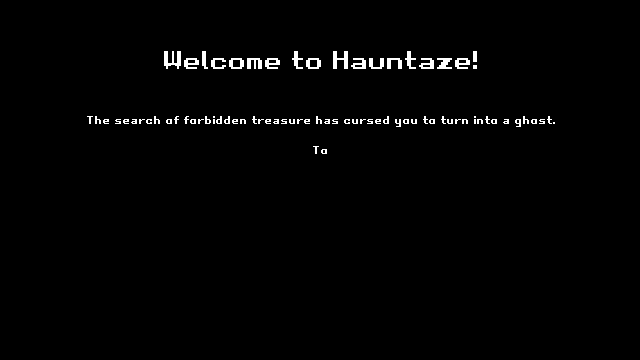 Welcome to Hauntaze!
The search of forbidden treasure has cursed you to turn into a ghost.
To